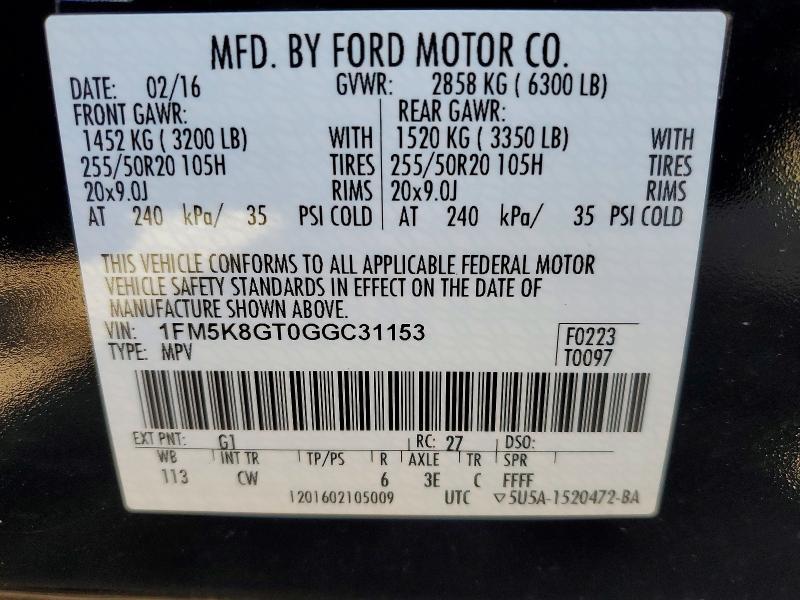 MFD. BY FORD MOTOR CO.
DATE: 02/16 GVWR: 2858 KG ( 6300 LB)
FRONT GAWR: REAR GAWR:
1452 KG ( 3200 LB) WITH 1520 KG ( 3350 LB) WITH
255/50R20 105H TIRES 255/50R20 105H TIRES
20x9.0J RIMS 20x9.0J RIMS
AT 240 kPa/ 35 PSI COLD AT 240 kPa/ 35 PSI COLD
THIS VEHICLE CONFORMS TO ALL APPLICABLE FEDERAL MOTOR
VEHICLE SAFETY STANDARDS IN EFFECT ON THE DATE OF
MANUFACTURE SHOWN ABOVE.
VIN: 1FM5K8GT0GGC31153 F0223
TYPE: MPV T0097
EXT PNT: G1 RC: 27 DSO:
WB INT TR TP/PS R AXLE TR SPR
113 CW 6 3E C FFFF
1201602105009 UTC ▽5U5A-1520472-BA